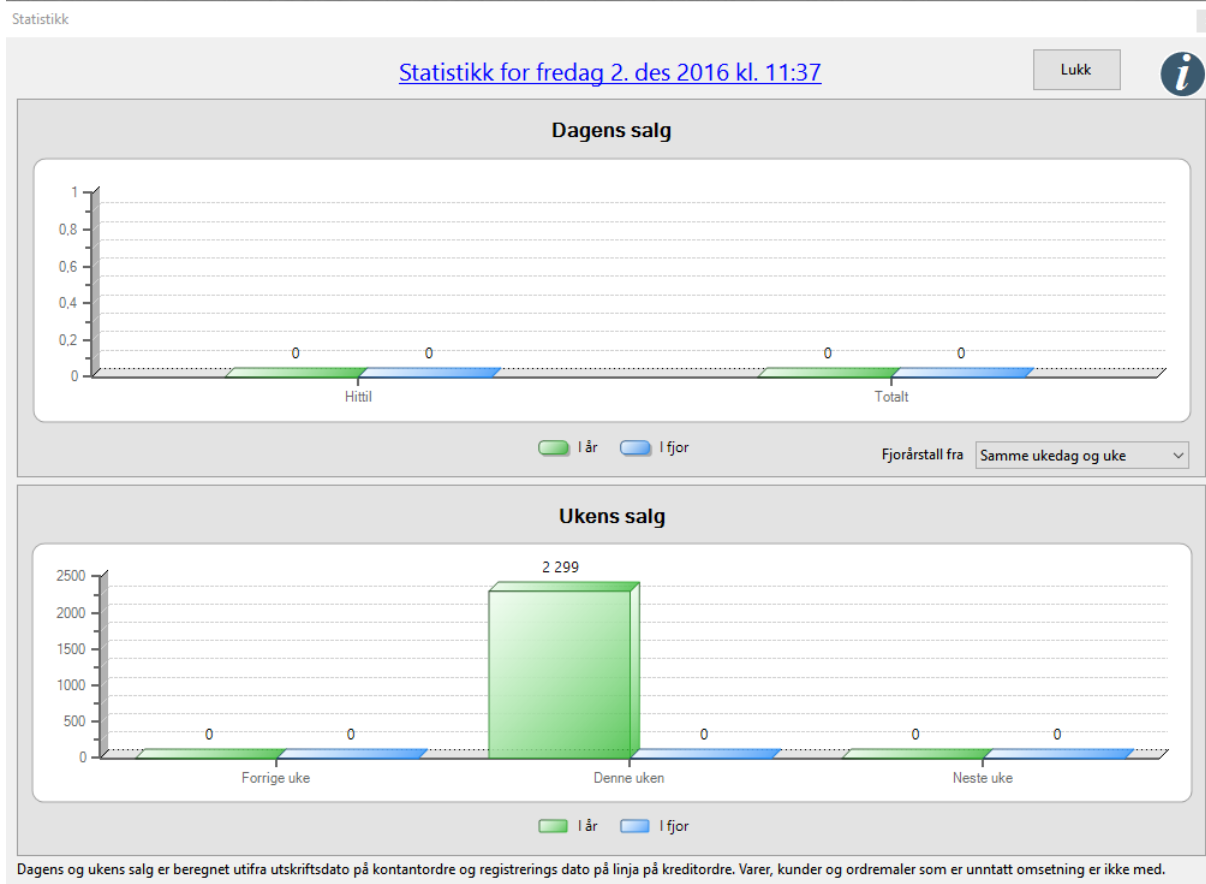 Statistikk
Statistikk for fredag 2. des 2016 kl. 11:37
Lukk
i
Dagens salg
1
0,8
0,6
0,4
0,2
0
0 0 0 0
Hittil Totalt
I år I fjor
Fjorårstall fra Samme ukedag og uke
Ukens salg
2 299
2500
2000
1500
1000
500
0
0 0 0 0 0
Forrige uke Denne uken Neste uke
I år I fjor
Dagens og ukens salg er beregnet utifra utskriftsdato på kontantordre og registrerings dato på linja på kreditordre. Varer, kunder og ordremaler som er unntatt omsetning er ikke med.